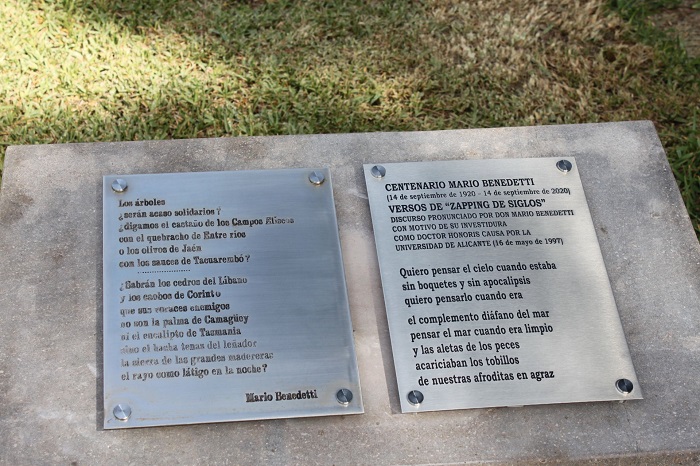 Los árboles
¿serán acaso solidarios?
¿digamos el castaño de los Campos Elíseos
con el quebracho de Entre ríos
o los olivos de Jaén
con los sauces de Tacuarembó?
¿Sabrán los cedros del Líbano
y los caobos de Corinto
que sus voraces enemigos
no son la palma de Camagüey
ni el eucalipto de Tasmania
sino el hacha tenaz del leñador
la sierra de las grandes madereras
el rayo como látigo en la noche?
Mario Benedetti
CENTENARIO MARIO BENEDETTI
(14 de septiembre de 1920 - 14 de septiembre de 2020)
VERSOS DE "ZAPPING DE SIGLOS"
DISCURSO PRONUNCIADO POR DON MARIO BENEDETTI
CON MOTIVO DE SU INVESTIDURA
COMO DOCTOR HONORIS CAUSA POR LA
UNIVERSIDAD DE ALICANTE (16 de mayo de 1997)
Quiero pensar el cielo cuando estaba
sin boquetes y sin apocalipsis
quiero pensarlo cuando era
el complemento diáfano del mar
pensar el mar cuando era limpio
y las aletas de los peces
acariciaban los tobillos
de nuestras afroditas en agraz